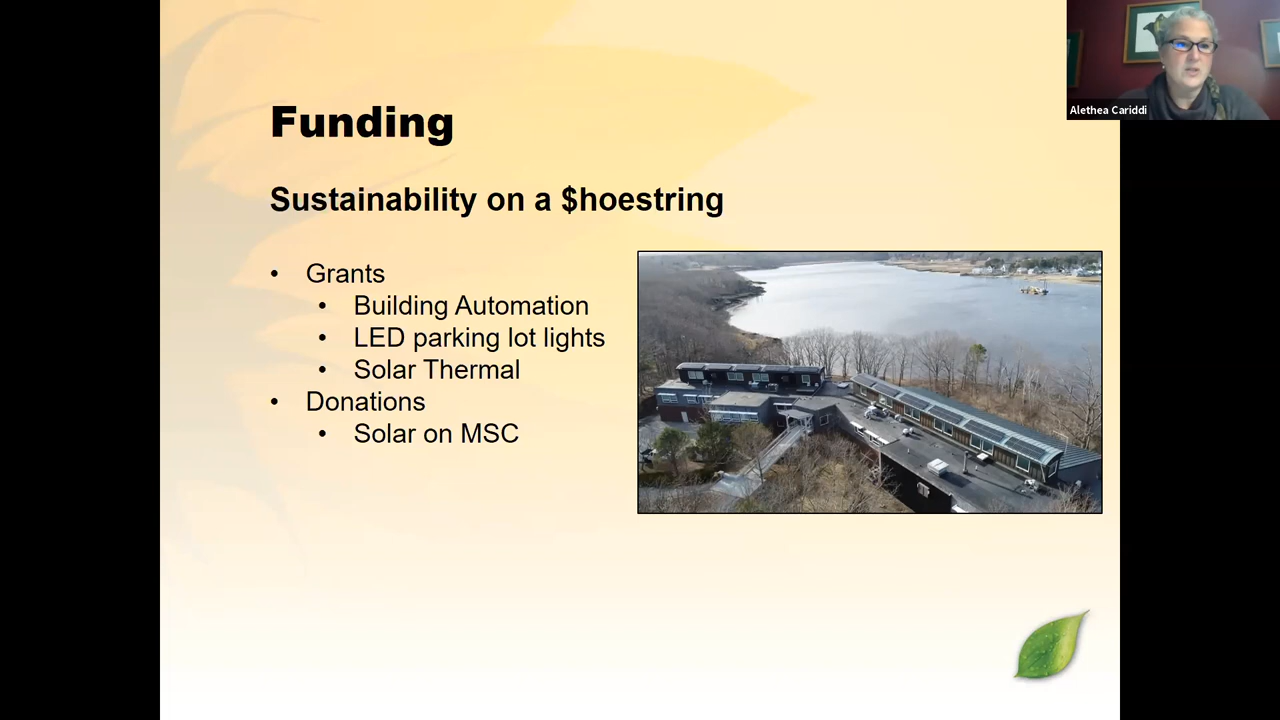 Funding
Sustainability on a $hoestring
• Grants
• Building Automation
• LED parking lot lights
• Solar Thermal
• Donations
• Solar on MSC
Alethea Cariddi